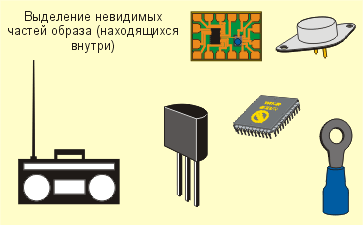 Выделение невидимых
частей образа (находящихся
внутри)